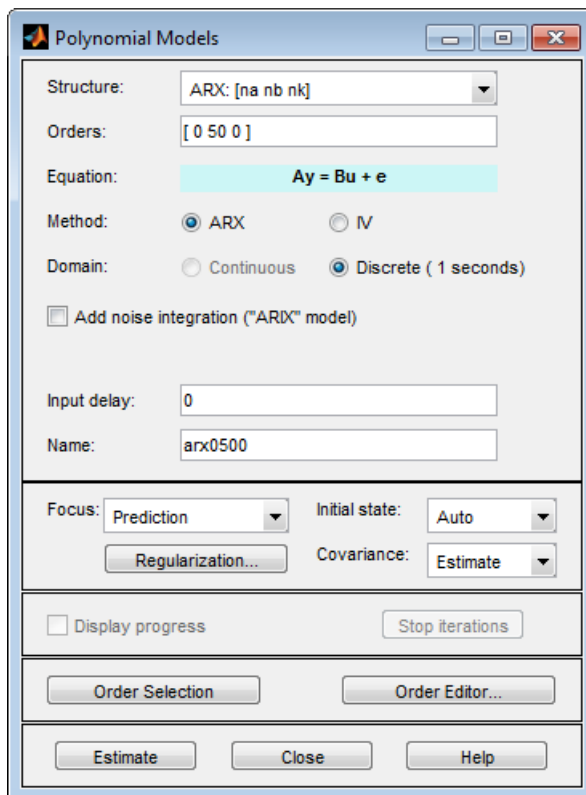 Polynomial Models
Structure: ARX: [na nb nk]
Orders: [ 0 50 0 ]
Equation: Ay = Bu + e
Method: ARX IV
Domain: Continuous Discrete ( 1 seconds)
Add noise integration ("ARIX" model)
Input delay: 0
Name: arx0500
Focus: Prediction Initial state: Auto
Regularization... Covariance: Estimate
Display progress Stop iterations
Order Selection Order Editor...
Estimate Close Help